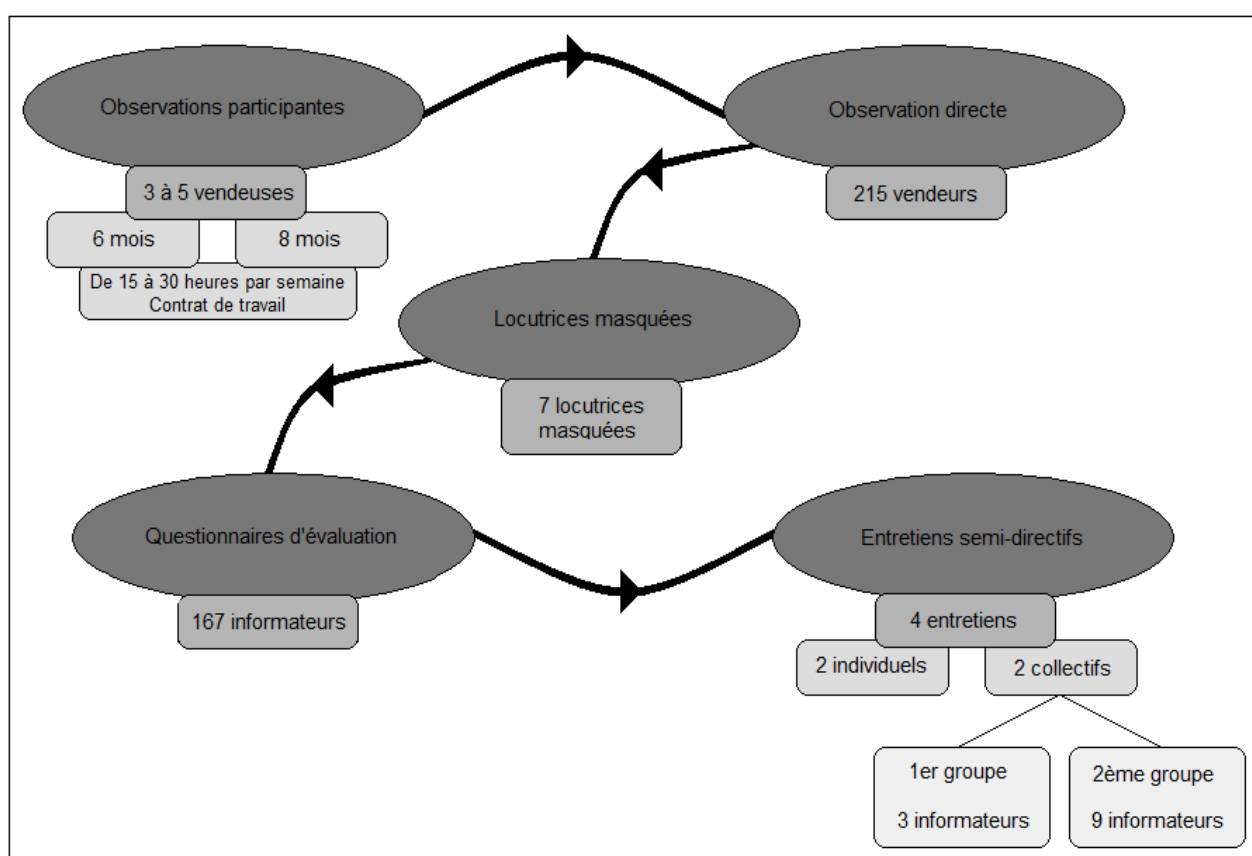 Observations participantes
3 à 5 vendeuses
6 mois
8 mois
De 15 à 30 heures par semaine
Contrat de travail
Observation directe
215 vendeurs
Locutrices masquées
7 locutrices
masquées
Questionnaires d'évaluation
167 informateurs
Entretiens semi-directifs
4 entretiens
2 individuels
2 collectifs
1er groupe
3 informateurs
2ème groupe
9 informateurs